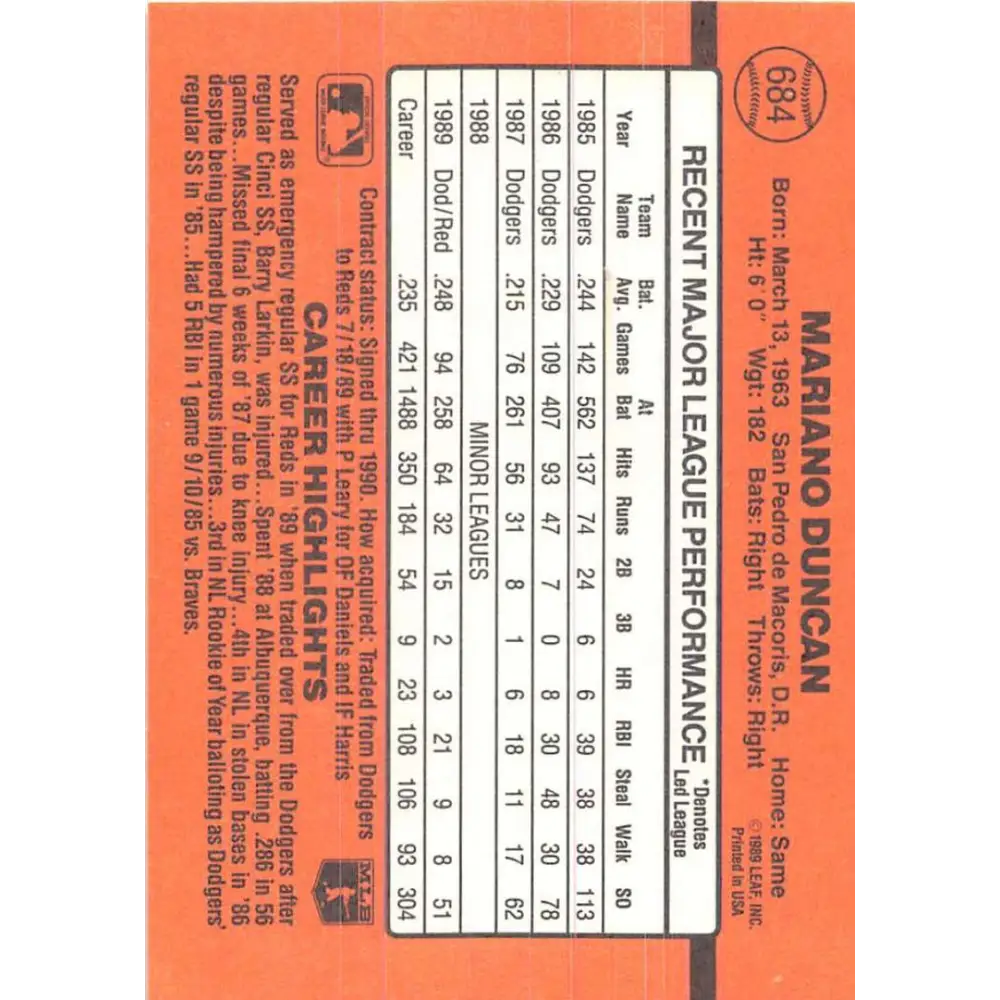 684
MARIANO DUNCAN
Born: March 13, 1963 San Pedro de Macoris, D.R. Home: Same
Ht: 6' 0" Wgt: 182 Bats: Right Throws: Right
© 1989 LEAF, INC.
Printed in USA
RECENT MAJOR LEAGUE PERFORMANCE *Denotes Led League
Year Team Name Bat. Avg. Games At Bat Hits Runs 2B 3B HR RBI Steal Walk SO
1985 Dodgers .244 142 562 137 74 24 6 6 39 38 38 113
1986 Dodgers .229 109 407 93 47 7 0 8 30 48 30 78
1987 Dodgers .215 76 261 56 31 8 1 6 18 11 17 62
1988 MINOR LEAGUES
1989 Dod/Red .248 94 258 64 32 15 2 3 21 9 8 51
Career .235 421 1488 350 184 54 9 23 108 106 93 304
Contract status: Signed thru 1990. How acquired: Traded from Dodgers
to Reds 7/18/89 with P Leary for OF Daniels and IF Harris
MLB
CAREER HIGHLIGHTS
Served as emergency regular SS for Reds in '89 when traded over from the Dodgers after
regular Cinci SS, Barry Larkin, was injured...Spent '88 at Albuquerque, batting .286 in 56
games...Missed final 6 weeks of '87 due to knee injury...4th in NL in stolen bases in '86
despite being hampered by numerous injuries...3rd in NL Rookie of Year balloting as Dodgers'
regular SS in '85...Had 5 RBI in 1 game 9/10/85 vs. Braves.